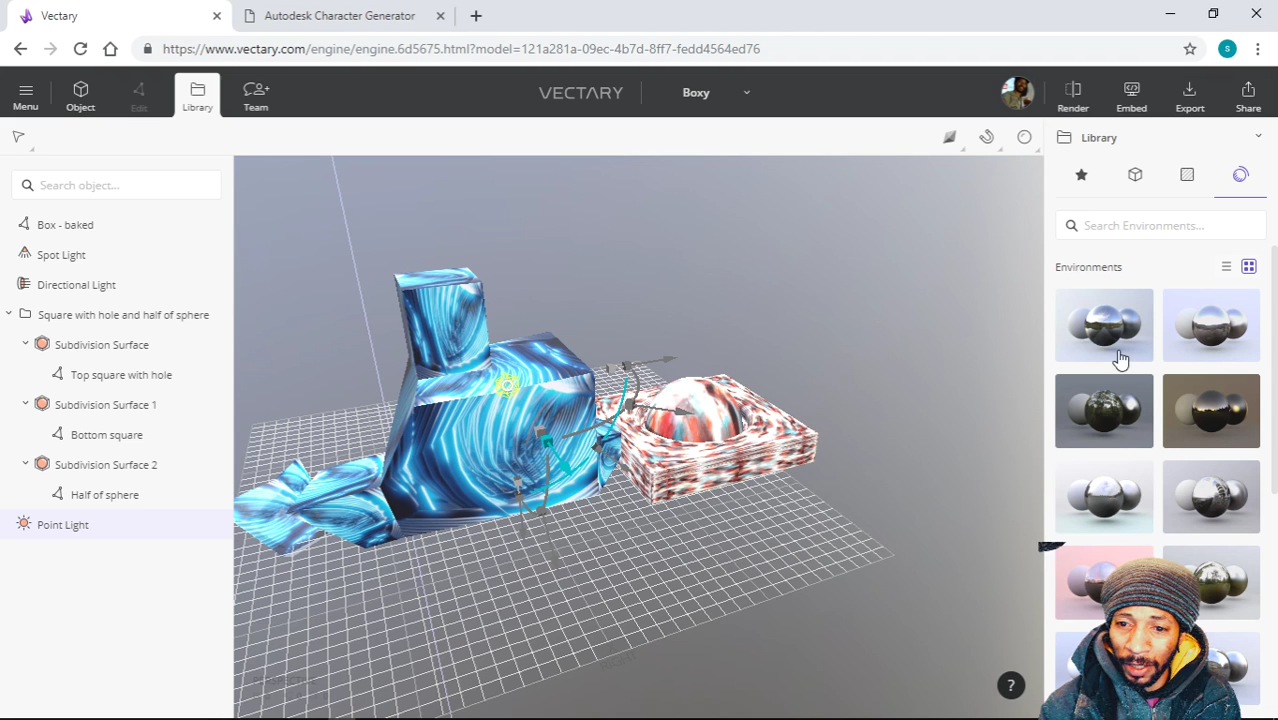 Vectary
Autodesk Character Generator
https://www.vectary.com/engine/engine.6d5675.html?model=121a281a-09ec-4b7d-8ff7-fedd4564ed76
S
Menu
Object
Edit
Library
Team
VECTARY
Boxy
Render
Embed
Export
Share
Library
Search object...
Search Environments...
Box - baked
Spot Light
Directional Light
Square with hole and half of sphere
Subdivision Surface
Top square with hole
Subdivision Surface 1
Bottom square
Subdivision Surface 2
Half of sphere
Point Light
Environments
?